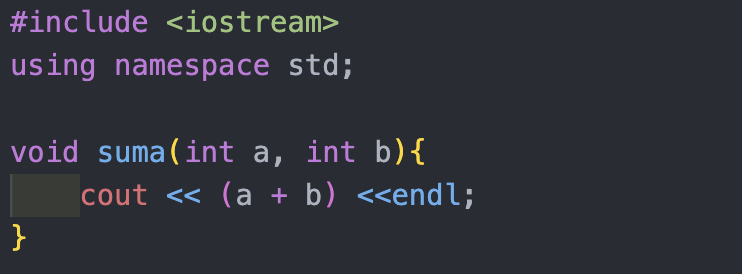 #include <iostream>
using namespace std;

void suma(int a, int b){
    cout << (a + b) <<endl;
}